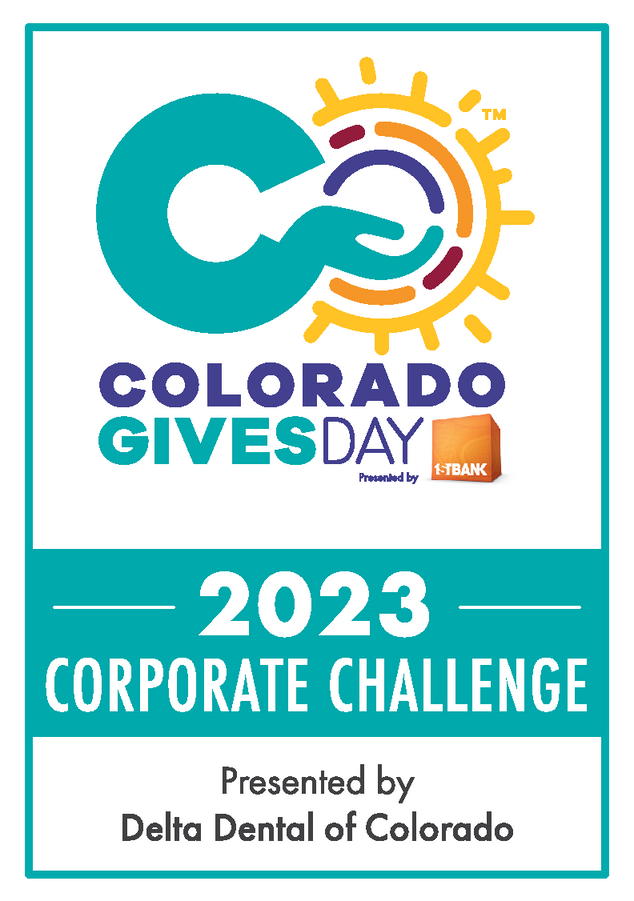 TM
COLORADO
GIVESDAY
Presented by
1STBANK
2023
CORPORATE CHALLENGE
Presented by
Delta Dental of Colorado